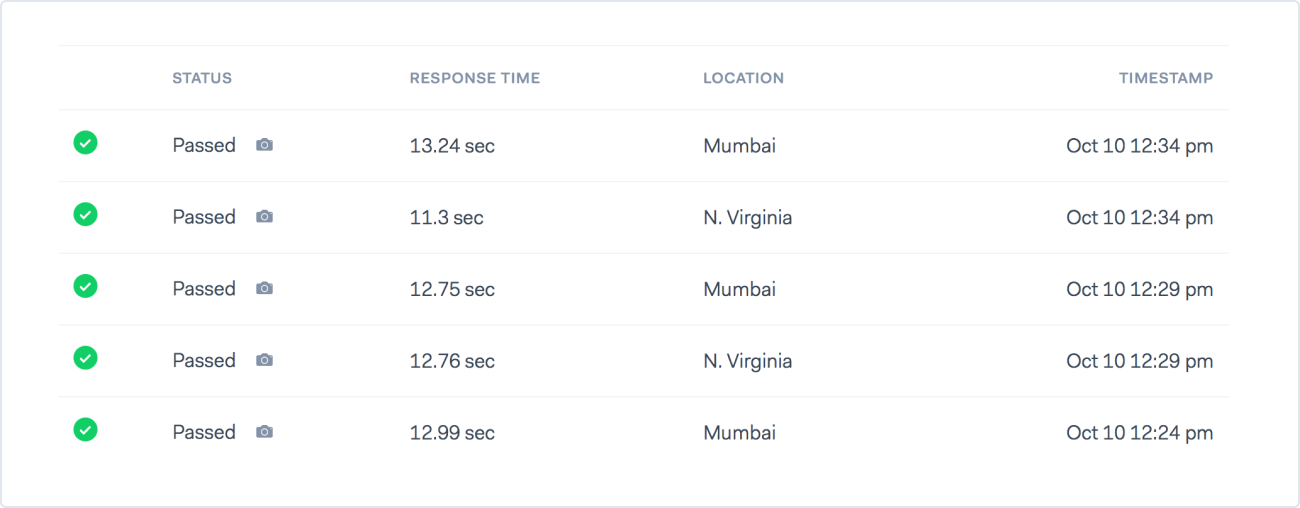 STATUS RESPONSE TIME LOCATION TIMESTAMP
Passed 13.24 sec Mumbai Oct 10 12:34 pm
Passed 11.3 sec N. Virginia Oct 10 12:34 pm
Passed 12.75 sec Mumbai Oct 10 12:29 pm
Passed 12.76 sec N. Virginia Oct 10 12:29 pm
Passed 12.99 sec Mumbai Oct 10 12:24 pm